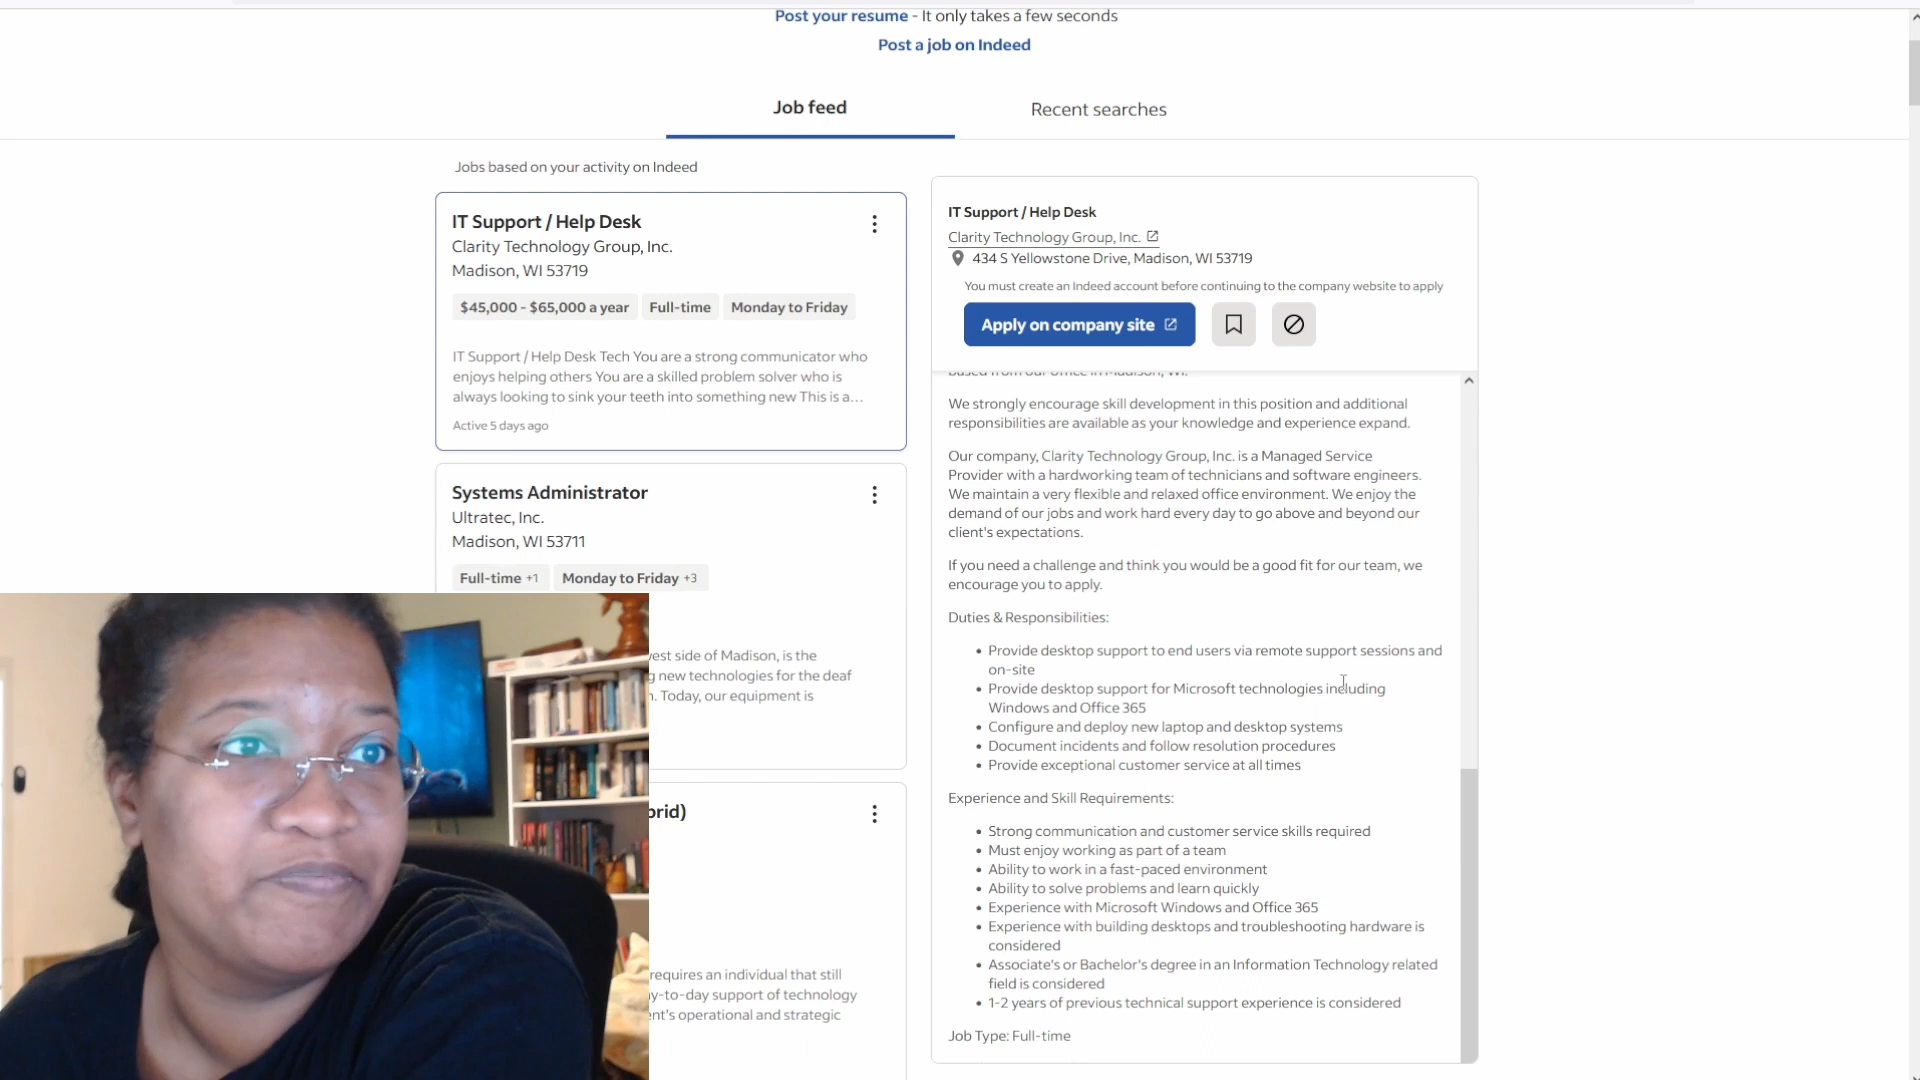 Post your resume - It only takes a few seconds
Post a job on Indeed
Job feed
Recent searches
Jobs based on your activity on Indeed
IT Support / Help Desk
Clarity Technology Group, Inc.
Madison, WI 53719
$45,000 - $65,000 a year
Full-time
Monday to Friday
IT Support / Help Desk Tech You are a strong communicator who
enjoys helping others You are a skilled problem solver who is
always looking to sink your teeth into something new This is a...
Active 5 days ago
Systems Administrator
Ultratec, Inc.
Madison, WI 53711
Full-time +1
Monday to Friday +3
est side of Madison, is the
g new technologies for the deaf
. Today, our equipment is
brid)
requires an individual that still
y-to-day support of technology
nt's operational and strategic
IT Support / Help Desk
Clarity Technology Group, Inc.
434 S Yellowstone Drive, Madison, WI 53719
You must create an Indeed account before continuing to the company website to apply
Apply on company site
based from our office in Madison, WI.
We strongly encourage skill development in this position and additional
responsibilities are available as your knowledge and experience expand.
Our company, Clarity Technology Group, Inc. is a Managed Service
Provider with a hardworking team of technicians and software engineers.
We maintain a very flexible and relaxed office environment. We enjoy the
demand of our jobs and work hard every day to go above and beyond our
client's expectations.
If you need a challenge and think you would be a good fit for our team, we
encourage you to apply.
Duties & Responsibilities:
• Provide desktop support to end users via remote support sessions and
on-site
• Provide desktop support for Microsoft technologies including
Windows and Office 365
• Configure and deploy new laptop and desktop systems
• Document incidents and follow resolution procedures
• Provide exceptional customer service at all times
Experience and Skill Requirements:
• Strong communication and customer service skills required
• Must enjoy working as part of a team
• Ability to work in a fast-paced environment
• Ability to solve problems and learn quickly
• Experience with Microsoft Windows and Office 365
• Experience with building desktops and troubleshooting hardware is
considered
• Associate's or Bachelor's degree in an Information Technology related
field is considered
• 1-2 years of previous technical support experience is considered
Job Type: Full-time